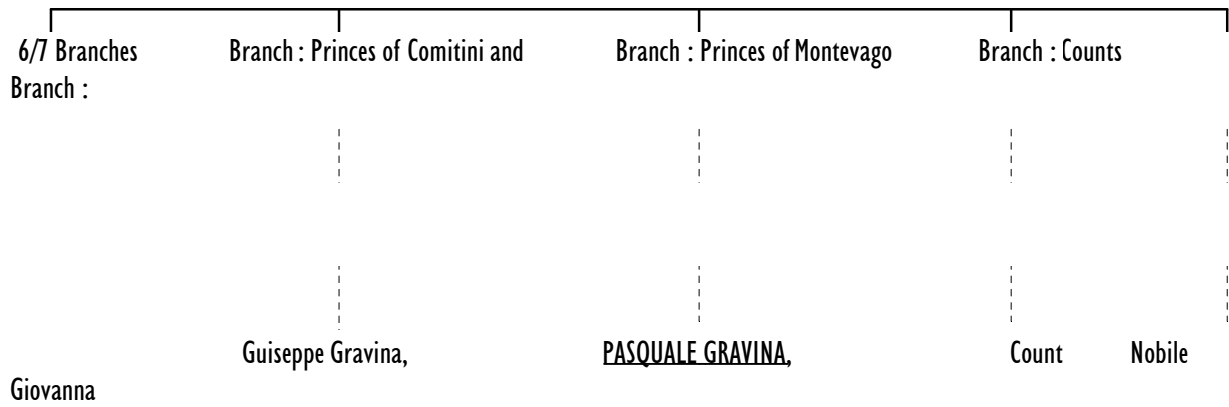 6/7 Branches Branch : Princes of Comitini and Branch : Princes of Montevago Branch : Counts
Branch :
Guiseppe Gravina, PASQUALE GRAVINA, Count Nobile
Giovanna